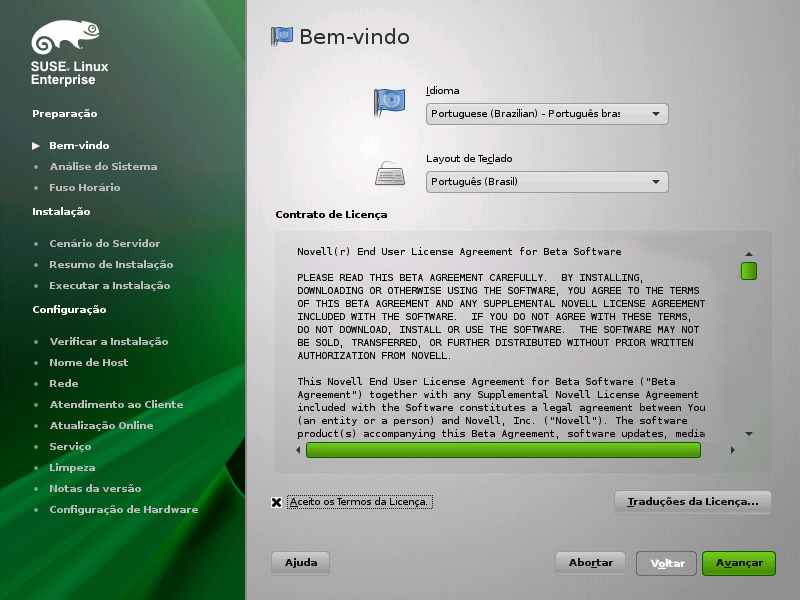 SUSE. Linux
Enterprise
Preparação
Bem-vindo
Análise do Sistema
Fuso Horário
Instalação
Cenário do Servidor
Resumo de Instalação
Executar a Instalação
Configuração
Verificar a Instalação
Nome de Host
Rede
Atendimento ao Cliente
Atualização Online
Serviço
Limpeza
Notas da versão
Configuração de Hardware
Bem-vindo
Idioma
Portuguese (Brazilian) - Português bras
Layout de Teclado
Português (Brasil)
Contrato de Licença
Novell(r) End User License Agreement for Beta Software
PLEASE READ THIS BETA AGREEMENT CAREFULLY. BY INSTALLING,
DOWNLOADING OR OTHERWISE USING THE SOFTWARE, YOU AGREE TO THE TERMS
OF THIS BETA AGREEMENT AND ANY SUPPLEMENTAL NOVELL LICENSE AGREEMENT
INCLUDED WITH THE SOFTWARE. IF YOU DO NOT AGREE WITH THESE TERMS,
DO NOT DOWNLOAD, INSTALL OR USE THE SOFTWARE. THE SOFTWARE MAY NOT
BE SOLD, TRANSFERRED, OR FURTHER DISTRIBUTED WITHOUT PRIOR WRITTEN
AUTHORIZATION FROM NOVELL.
This Novell End User License Agreement for Beta Software ("Beta
Agreement") together with any Supplemental Novell License Agreement
included with the Software constitutes a legal agreement between You
(an entity or a person) and Novell, Inc. ("Novell"). The software
product(s) accompanying this Beta Agreement, software updates, media
Aceito os Termos da Licença.
Traduções da Licença...
Ajuda
Abortar
Voltar
Avançar